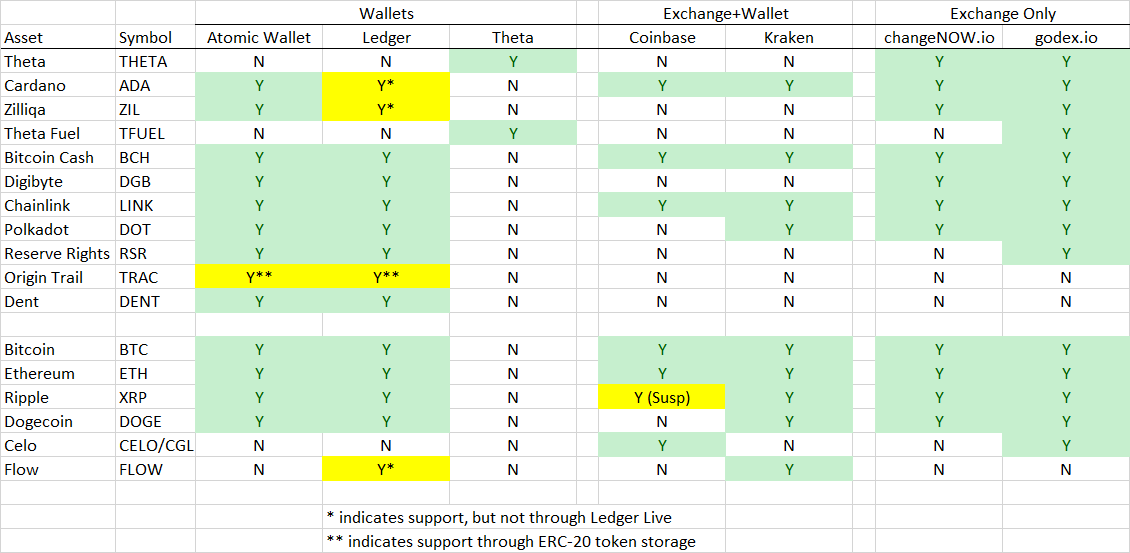 Wallets Exchange+Wallet Exchange Only
Asset Symbol Atomic Wallet Ledger Theta Coinbase Kraken changeNOW.io godex.io
Theta THETA N N Y N N Y Y
Cardano ADA Y Y* N Y Y Y Y
Zilliqa ZIL Y Y* N N N Y Y
Theta Fuel TFUEL N N Y N N N Y
Bitcoin Cash BCH Y Y N Y Y Y Y
Digibyte DGB Y Y N N N Y Y
Chainlink LINK Y Y N Y Y Y Y
Polkadot DOT Y Y N N Y Y Y
Reserve Rights RSR Y Y N N N N Y
Origin Trail TRAC Y** Y** N N N N N
Dent DENT Y Y N N N N N
Bitcoin BTC Y Y N Y Y Y Y
Ethereum ETH Y Y N Y Y Y Y
Ripple XRP Y Y N Y (Susp) Y Y Y
Dogecoin DOGE Y Y N N Y Y Y
Celo CELO/CGL N N N Y N N Y
Flow FLOW N Y* N N Y N N
* indicates support, but not through Ledger Live
** indicates support through ERC-20 token storage